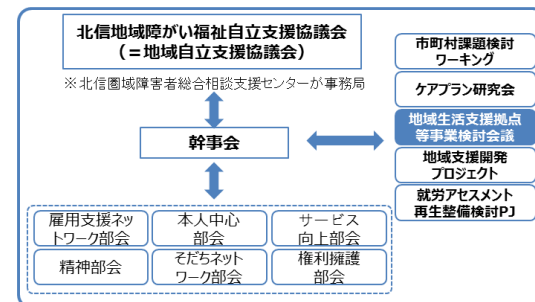 北信地域障がい福祉自立支援協議会
(=地域自立支援協議会)
※北信圏域障害者総合相談支援センターが事務局
幹事会
雇用支援ネッ
トワーク部会
本人中心
部会
サービス
向上部会
精神部会
そだちネット
ワーク部会
権利擁護
部会
市町村課題検討
ワーキング
ケアプラン研究会
地域生活支援拠点
等事業検討会議
地域支援開発
プロジェクト
就労アセスメント
再生整備検討PJ